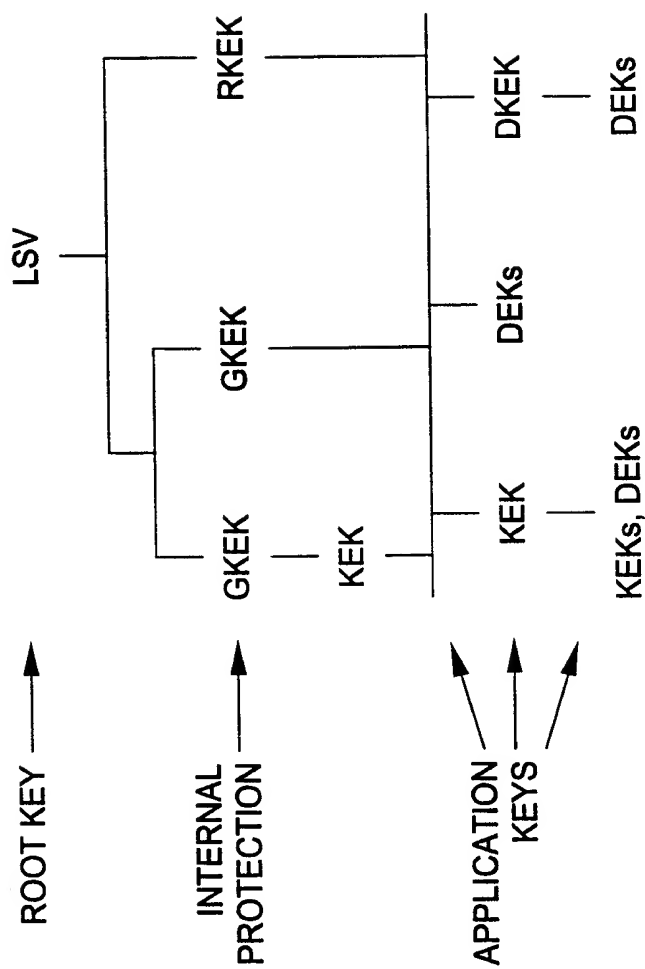 ROOT KEY
LSV
INTERNAL
PROTECTION
GKEK
GKEK
RKEK
KEK
APPLICATION
KEYS
KEK
DEKs
DKEK
KEKs, DEKs
DEKs